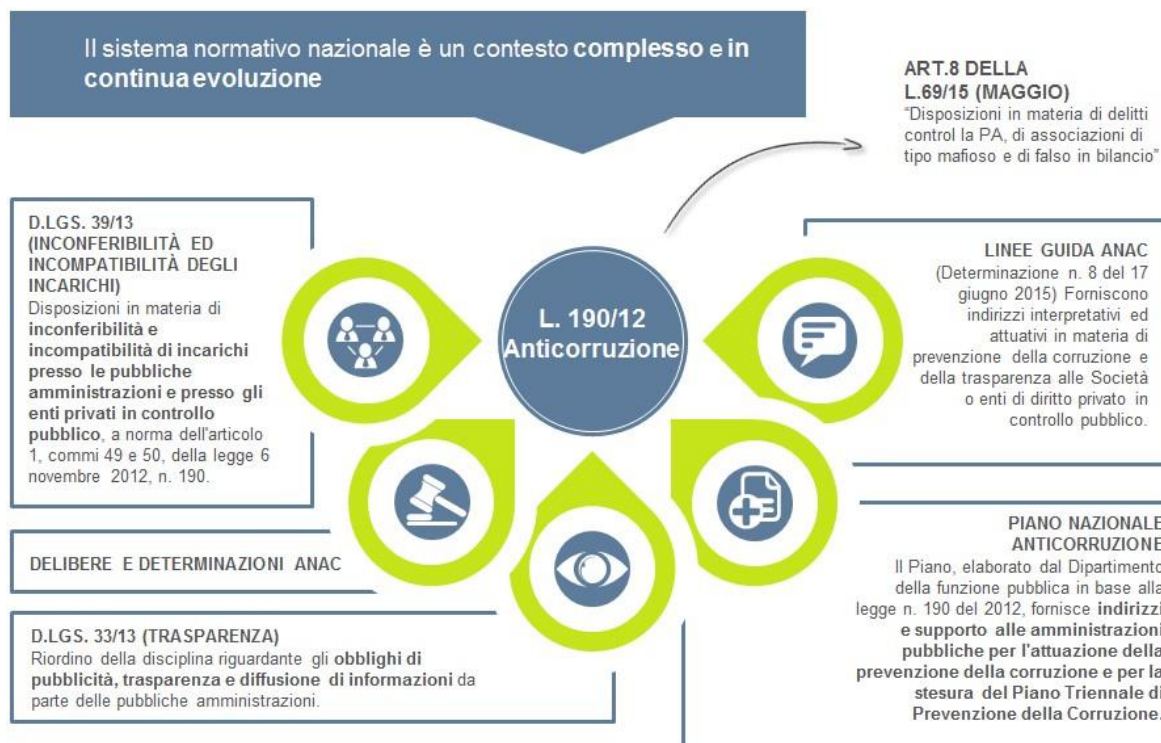 Il sistema normativo nazionale è un contesto complesso e in
continua evoluzione
ART.8 DELLA
L.69/15 (MAGGIO)
“Disposizioni in materia di delitti
control la PA, di associazioni di
tipo mafioso e di falso in bilancio”
D.LGS. 39/13
(INCONFERIBILITÀ ED
INCOMPATIBILITÀ DEGLI
INCARICHI)
Disposizioni in materia di
inconferibilità e
incompatibilità di incarichi
presso le pubbliche
amministrazioni e presso gli
enti privati in controllo
pubblico, a norma dell'articolo
1, commi 49 e 50, della legge 6
novembre 2012, n. 190.
L. 190/12
Anticorruzione
LINEE GUIDA ANAC
(Determinazione n. 8 del 17
giugno 2015) Forniscono
indirizzi interpretativi ed
attuativi in materia di
prevenzione della corruzione e
della trasparenza alle Società
o enti di diritto privato in
controllo pubblico.
DELIBERE E DETERMINAZIONI ANAC
D.LGS. 33/13 (TRASPARENZA)
Riordino della disciplina riguardante gli obblighi di
pubblicità, trasparenza e diffusione di informazioni da
parte delle pubbliche amministrazioni.
PIANO NAZIONALE
ANTICORRUZIONE
Il Piano, elaborato dal Dipartimento
della funzione pubblica in base alla
legge n. 190 del 2012, fornisce indirizzi
e supporto alle amministrazioni
pubbliche per l'attuazione della
prevenzione della corruzione e per la
stesura del Piano Triennale di
Prevenzione della Corruzione.